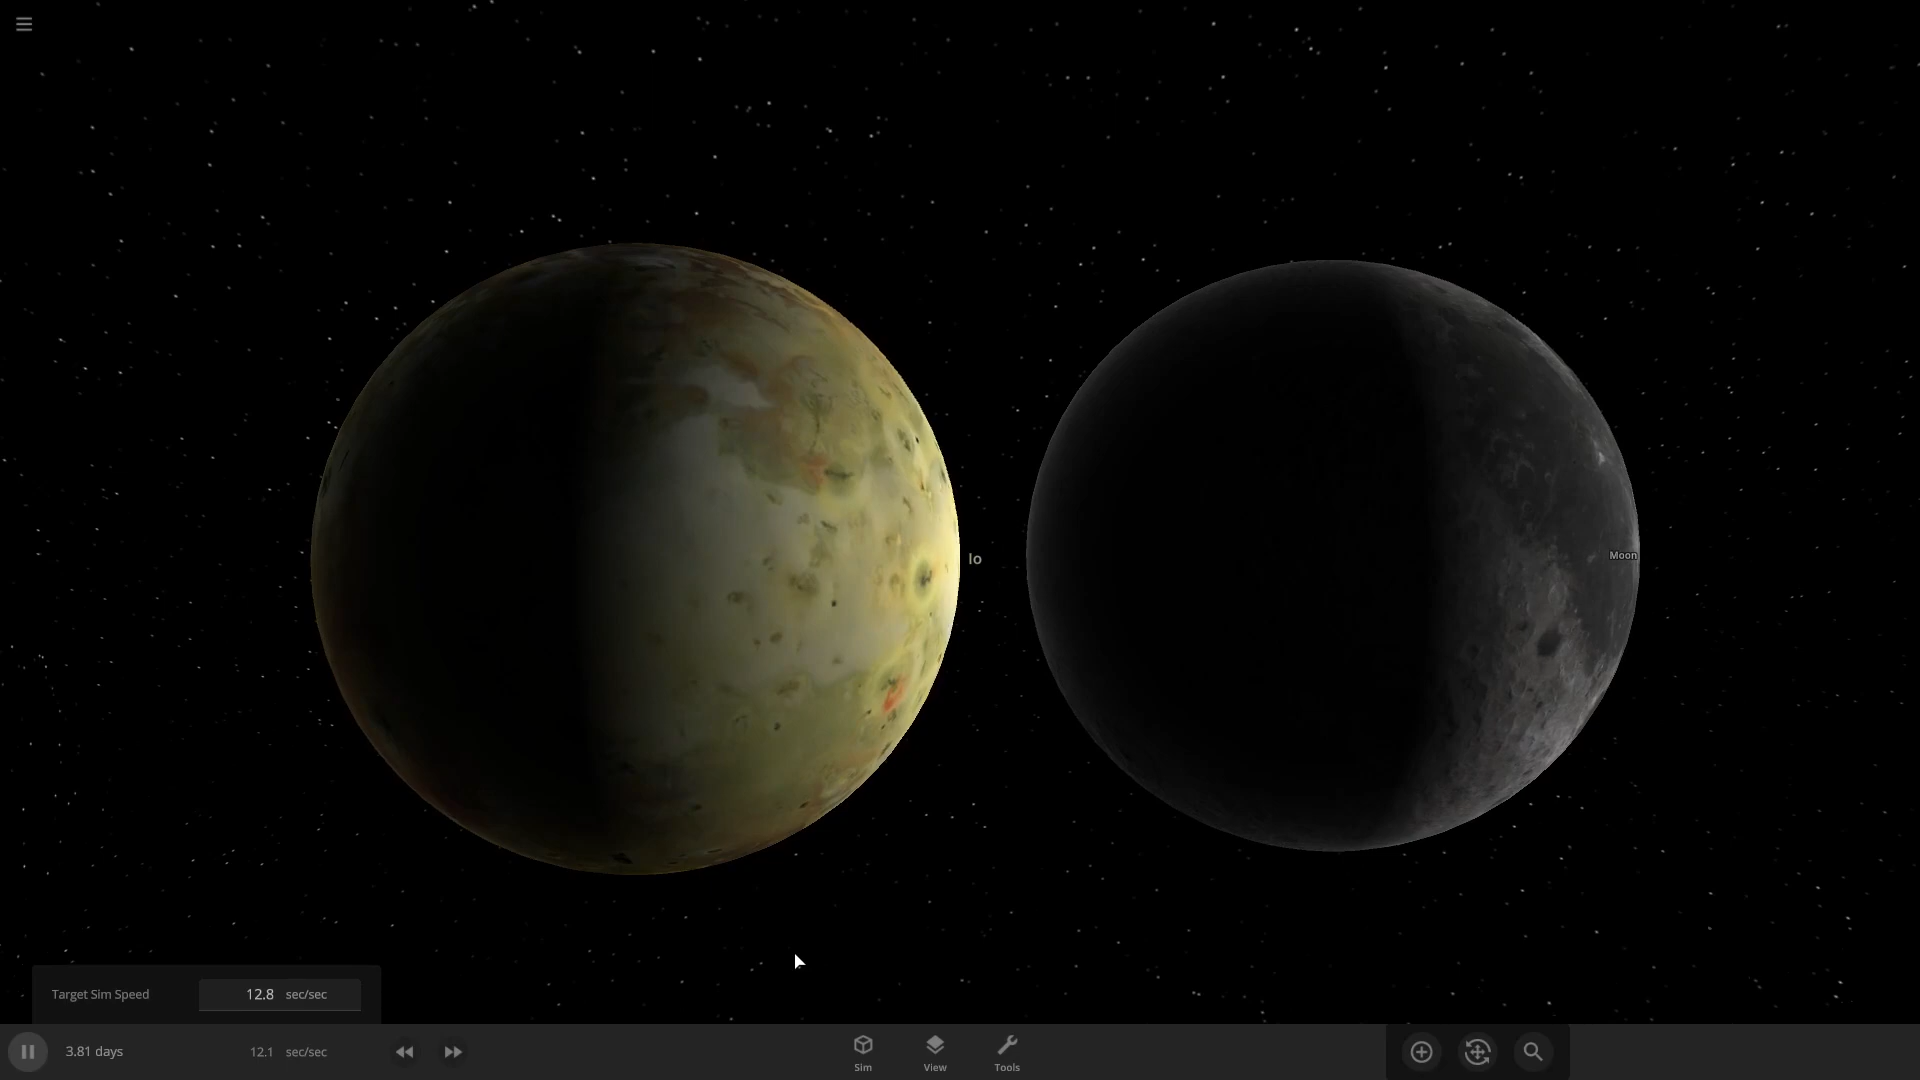 Io
Moon
Target Sim Speed 12.8 sec/sec
3.81 days 12.1 sec/sec
Sim View Tools